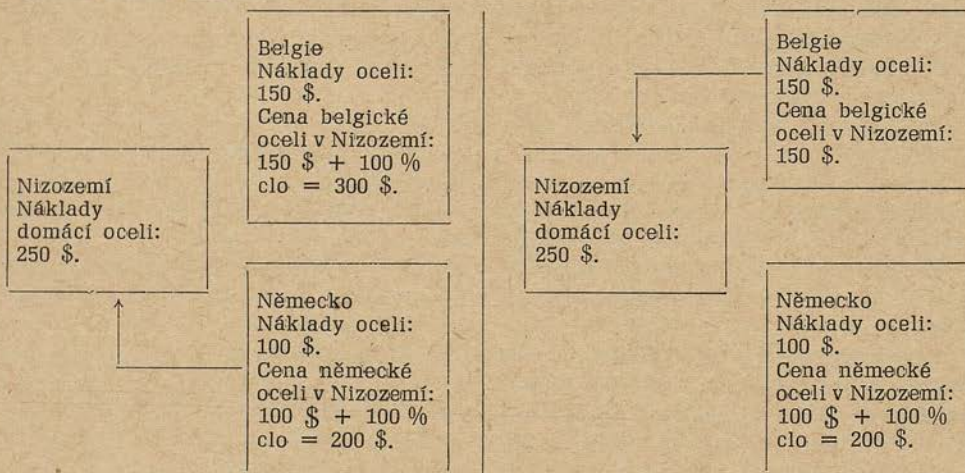 Belgie
Náklady oceli:
150 $.
Cena belgické
oceli v Nizozemí:
150 $ + 100 %
clo = 300 $.
Nizozemí
Náklady
domácí oceli:
250 $.
Německo
Náklady oceli:
100 $.
Cena německé
oceli v Nizozemí:
100 $ + 100 %
clo = 200 $.
Belgie
Náklady oceli:
150 $.
Cena belgické
oceli v Nizozemí:
150 $.
Nizozemí
Náklady
domácí oceli:
250 $.
Německo
Náklady oceli:
100 $.
Cena německé
oceli v Nizozemí:
100 $ + 100 %
clo = 200 $.